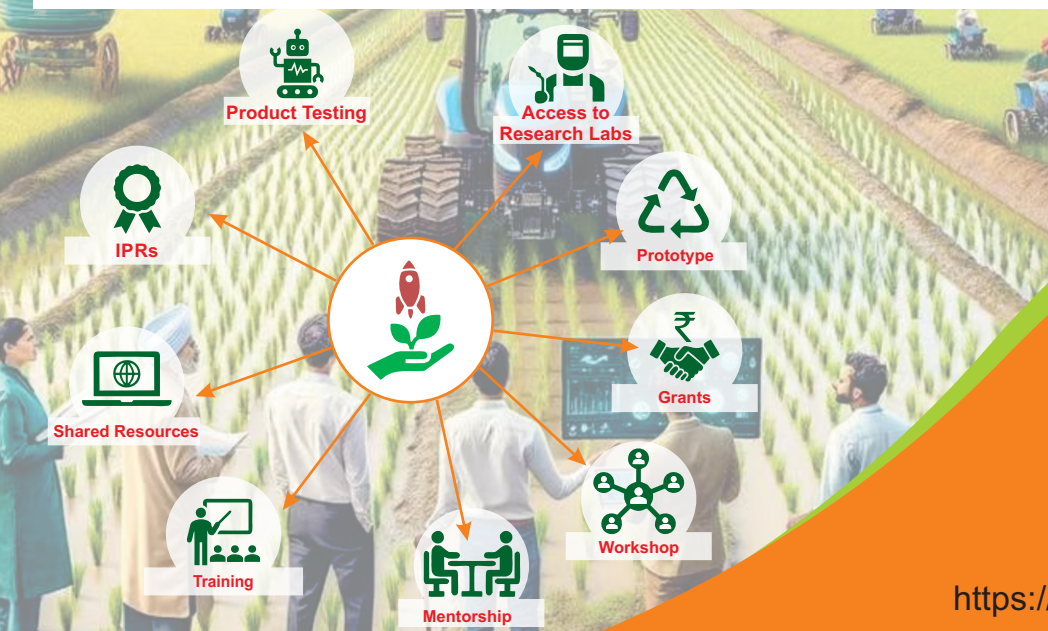 Product Testing
Access to
Research Labs
IPRs
Prototype
₹
Grants
Shared Resources
Workshop
Training
Mentorship
https:/